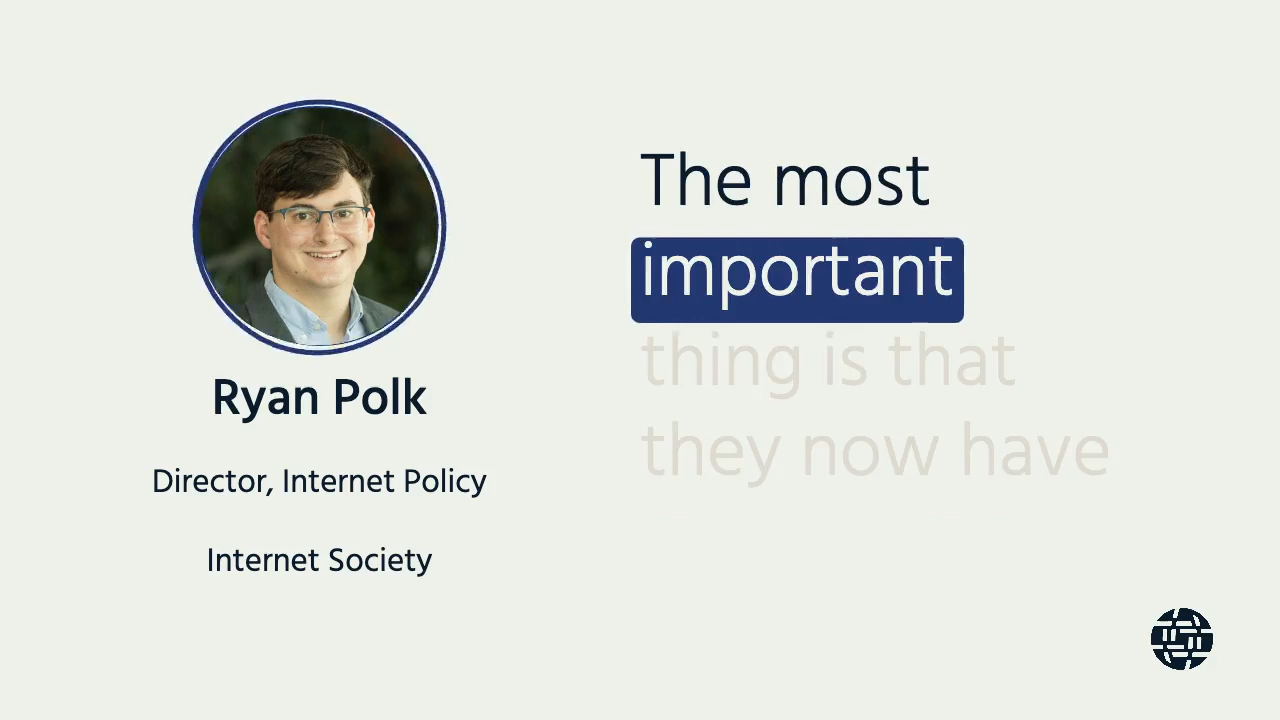 Ryan Polk
Director, Internet Policy
Internet Society
The most
important
thing is that
they now have